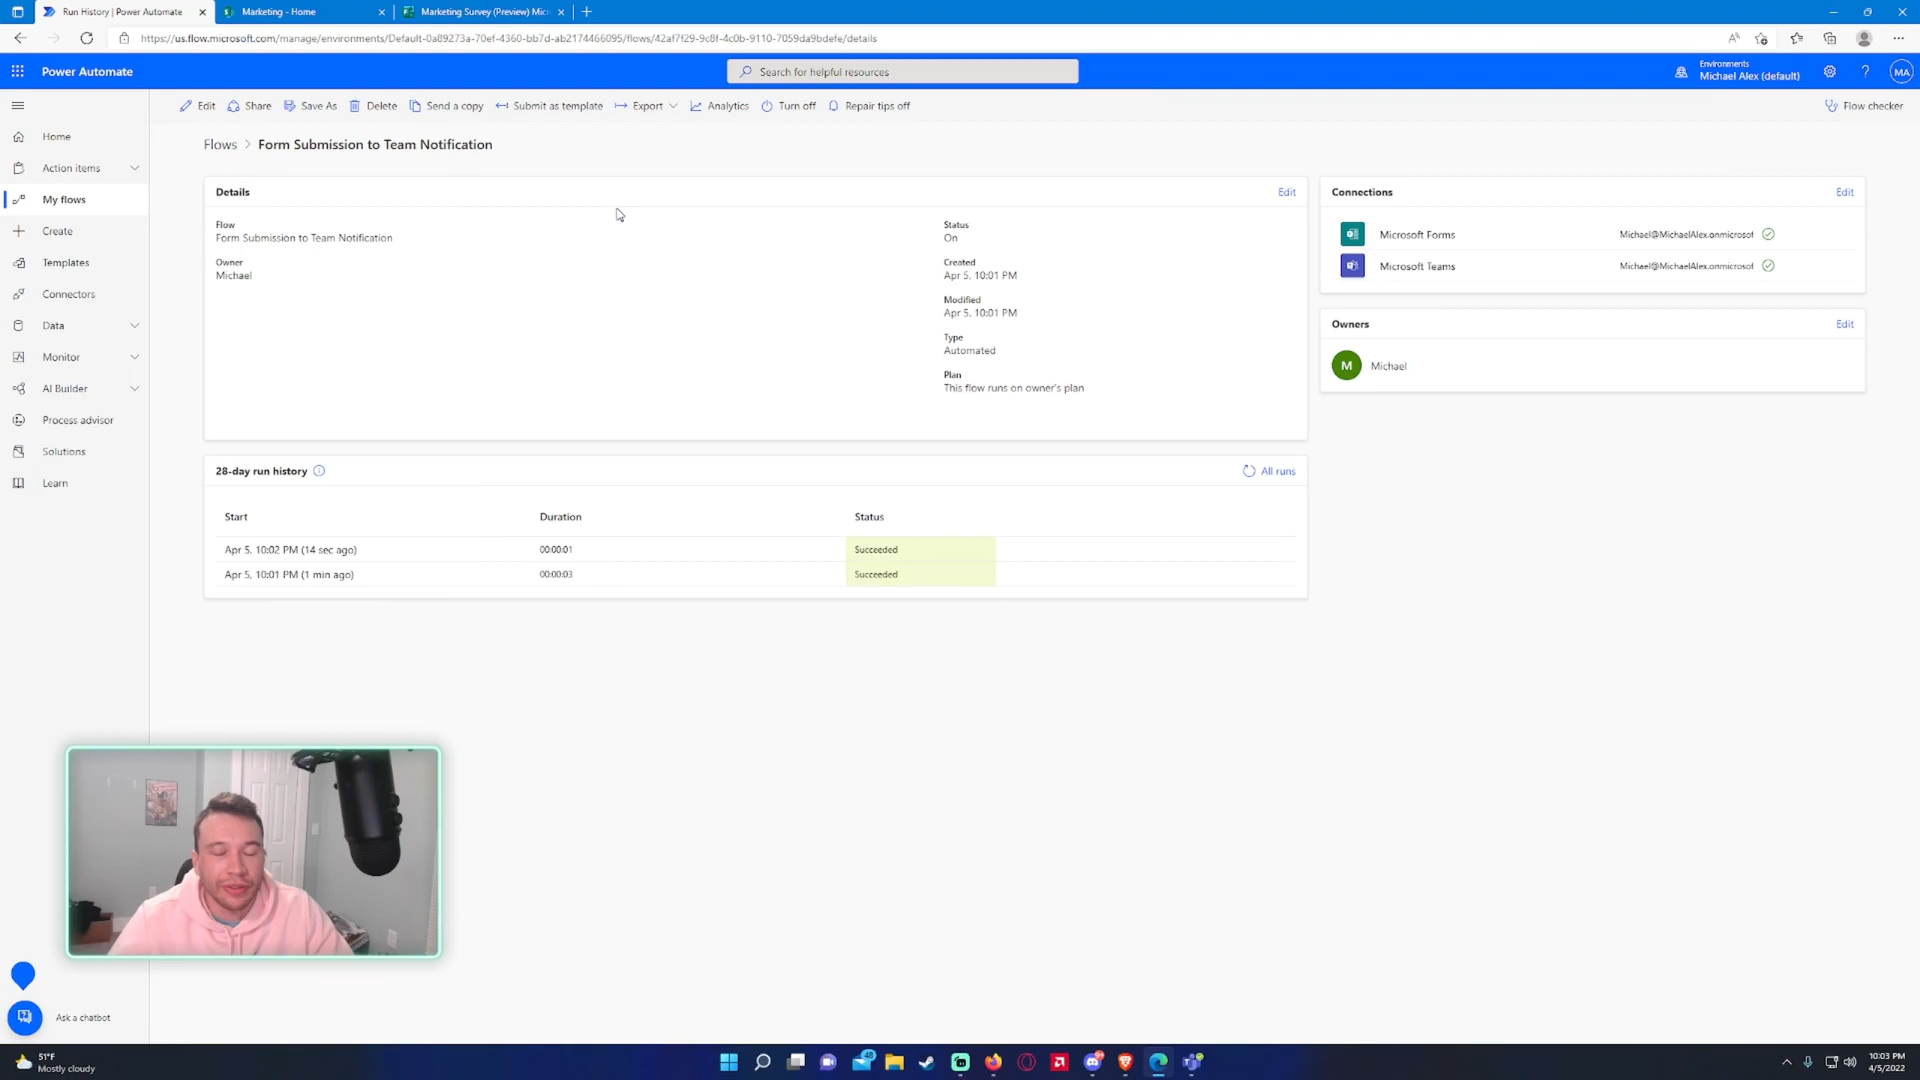 Run History | Power Automate
Marketing - Home
Marketing Survey (Preview) Micr
https://us.flow.microsoft.com/manage/environments/Default-0a89273a-70ef-4360-bb7d-ab2174466095/flows/42af7f29-9c8f-4c0b-9110-7059da9bdefe/details
Power Automate
Search for helpful resources
Environments
Michael Alex (default)
MA
Edit
Share
Save As
Delete
Send a copy
Submit as template
Export
Analytics
Turn off
Repair tips off
Flow checker
Home
Action items
My flows
Create
Templates
Connectors
Data
Monitor
AI Builder
Process advisor
Solutions
Learn
Ask a chatbot
Flows > Form Submission to Team Notification
Details
Edit
Flow
Form Submission to Team Notification
Owner
Michael
Status
On
Created
Apr 5, 10:01 PM
Modified
Apr 5, 10:01 PM
Type
Automated
Plan
This flow runs on owner's plan
Connections
Edit
Microsoft Forms
Michael@MichaelAlex.onmicrosof
Microsoft Teams
Michael@MichaelAlex.onmicrosof
Owners
Edit
M
Michael
28-day run history
All runs
Start
Duration
Status
Apr 5, 10:02 PM (14 sec ago)
00:00:01
Succeeded
Apr 5, 10:01 PM (1 min ago)
00:00:03
Succeeded
51°F
Mostly cloudy
10:03 PM
4/5/2022